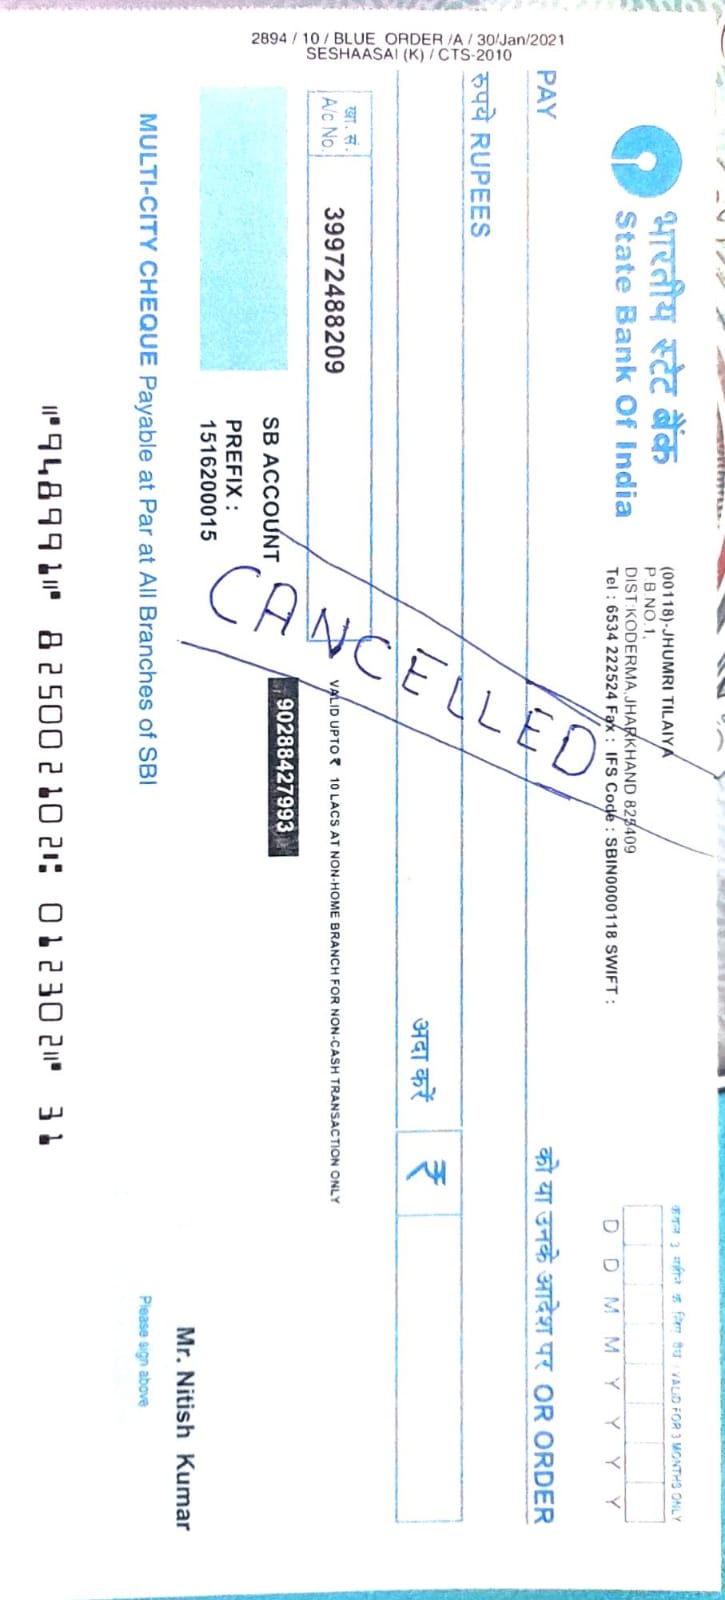 भारतीय स्टेट बैंक
State Bank Of India
(00118)-JHUMRI TILAIYA
P.B.NO.1,
DIST:KODERMA,JHARKHAND 825409
Tel : 6534 222524 Fax : IFS Code : SBIN0000118 SWIFT :
केवल 3 महीने के लिए वैध / VALID FOR 3 MONTHS ONLY
D D M M Y Y Y Y
PAY
को या उनके आदेश पर OR ORDER
रुपये RUPEES
अदा करें ₹
CANCELLED
खा. सं.
A/c No. 39972488209
VALID UPTO ₹ 10 LACS AT NON-HOME BRANCH FOR NON-CASH TRANSACTION ONLY
90288427993
SB ACCOUNT
PREFIX :
1516200015
Mr. Nitish Kumar
Please sign above
MULTI-CITY CHEQUE Payable at Par at All Branches of SBI
⑈948991⑈ 825002102⑆ 012302⑈ 31
2894 / 10 / BLUE ORDER /A / 30/Jan/2021
SESHAASAI (K) / CTS-2010